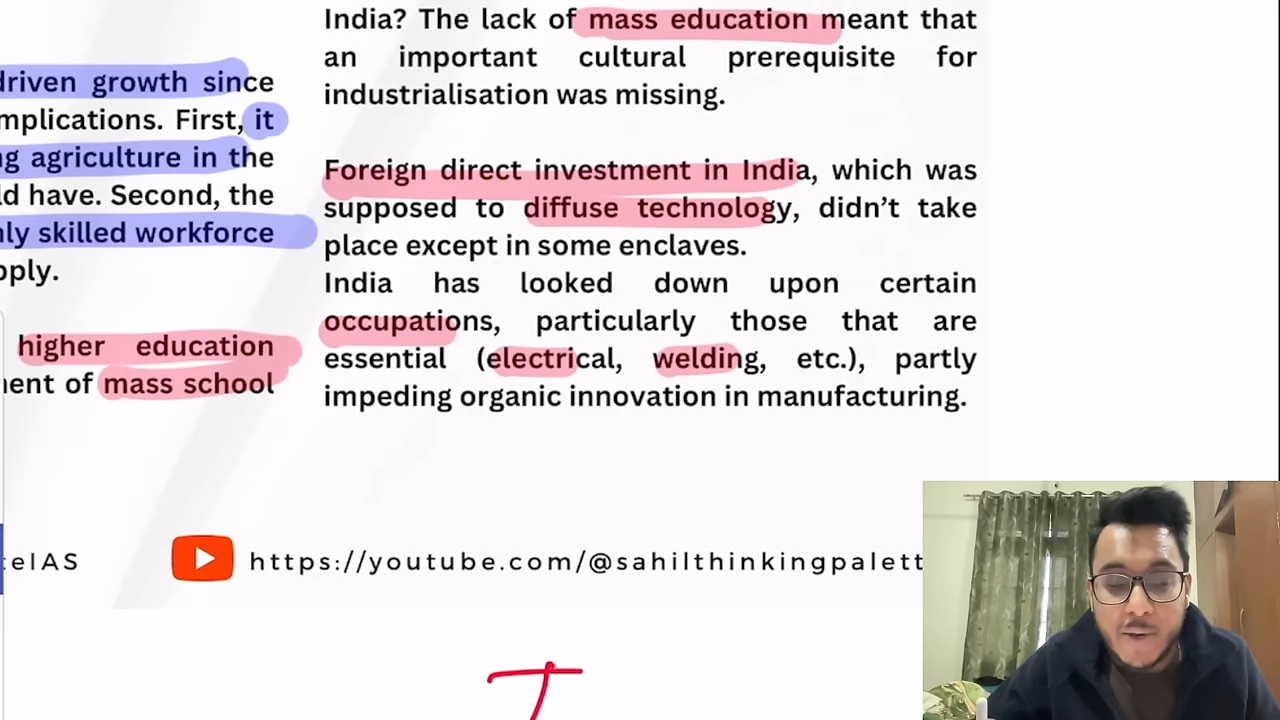 driven growth since
mplications. First, it
ng agriculture in the
ld have. Second, the
nly skilled workforce
pply.
higher education
ment of mass school
India? The lack of mass education meant that
an important cultural prerequisite for
industrialisation was missing.
Foreign direct investment in India, which was
supposed to diffuse technology, didn't take
place except in some enclaves.
India has looked down upon certain
occupations, particularly those that are
essential (electrical, welding, etc.), partly
impeding organic innovation in manufacturing.
teIAS
https://youtube.com/@sahilthinkingpalett